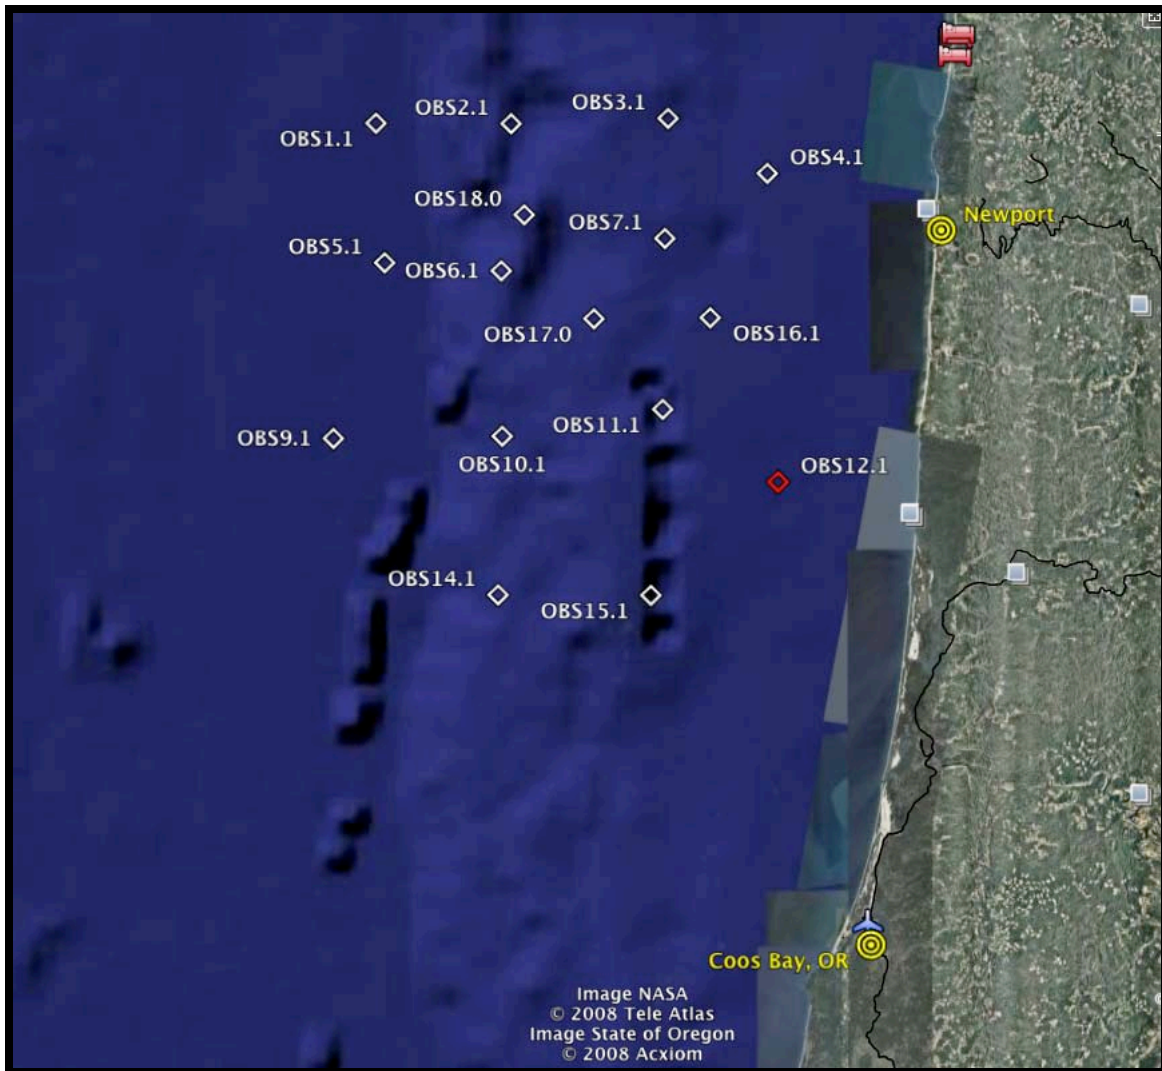 OBS3.1
OBS2.1
OBS1.1
OBS4.1
OBS18.0
Newport
OBS7.1
OBS5.1
OBS6.1
OBS17.0
OBS16.1
OBS11.1
OBS9.1
OBS10.1
OBS12.1
OBS14.1
OBS15.1
Coos Bay, OR
Image NASA
© 2008 Tele Atlas
Image State of Oregon
© 2008 Acxiom